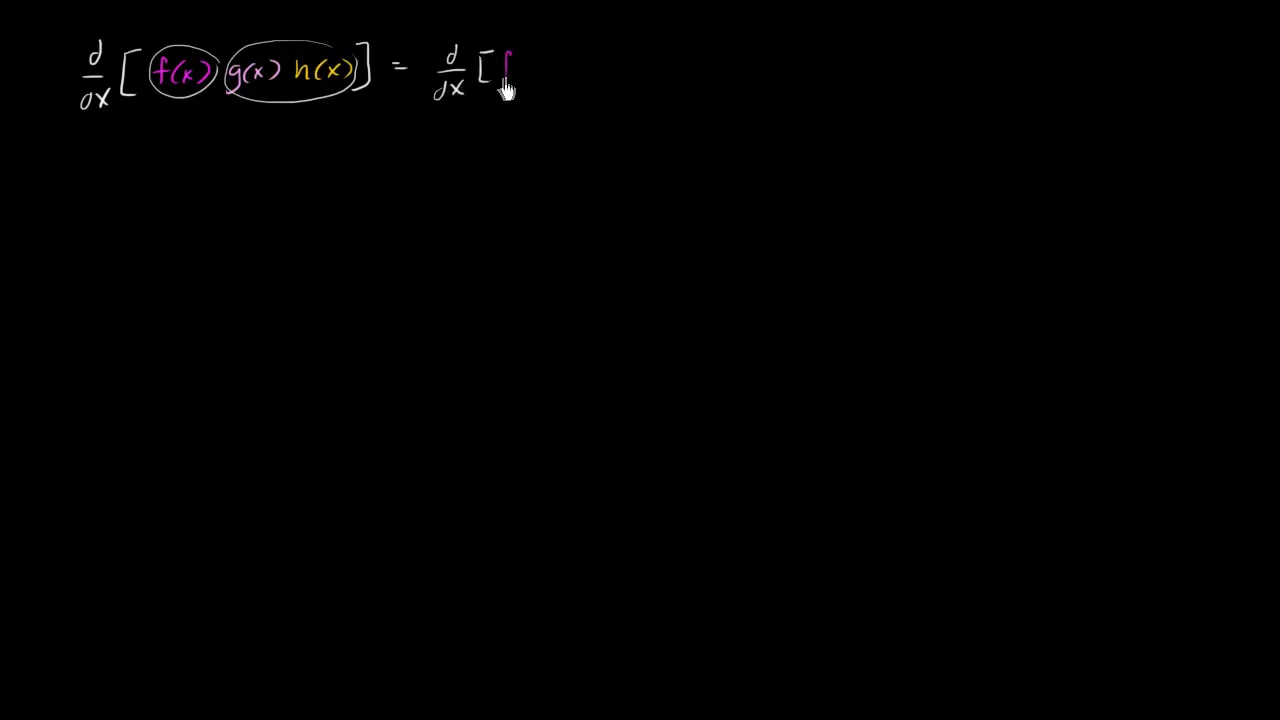 d/dx [f(x) g(x) h(x)] = d/dx [f